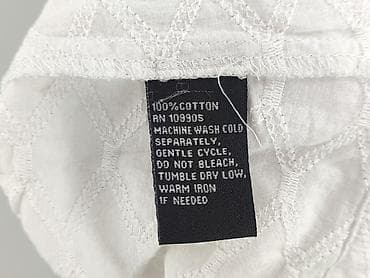 100%COTTON
RN 109905
MACHINE WASH COLD
SEPARATELY,
GENTLE CYCLE,
DO NOT BLEACH,
TUMBLE DRY LOW,
WARM IRON
IF NEEDED